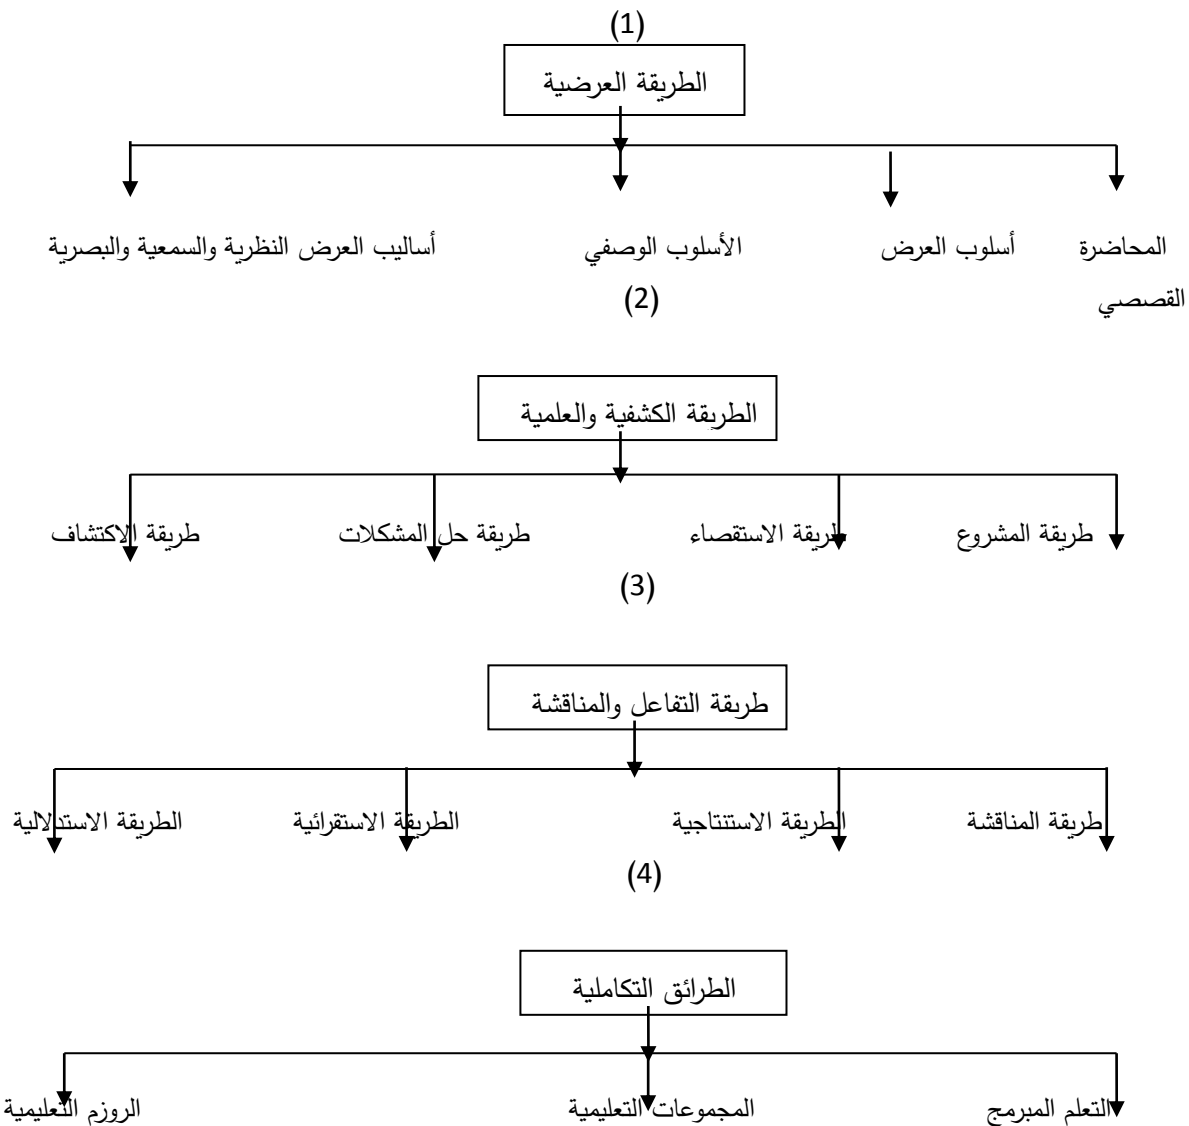 (1)
الطريقة العرضية
المحاضرة أسلوب العرض الأسلوب الوصفي أساليب العرض النظرية والسمعية والبصرية
القصصي
(2)
الطريقة الكشفية والعلمية
طريقة المشروع طريقة الاستقصاء طريقة حل المشكلات طريقة الاكتشاف
(3)
طريقة التفاعل والمناقشة
طريقة المناقشة الطريقة الاستنتاجية الطريقة الاستقرائية الطريقة الاستدلالية
(4)
الطرائق التكاملية
التعلم المبرمج المجموعات التعليمية الروزم التعليمية